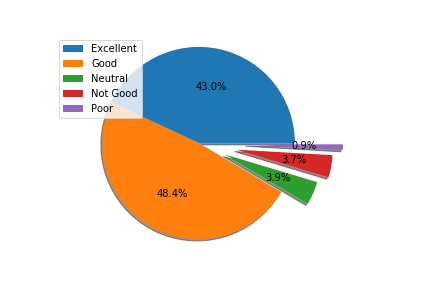 Excellent
Good
Neutral
Not Good
Poor
43.0%
48.4%
3.9%
3.7%
0.9%